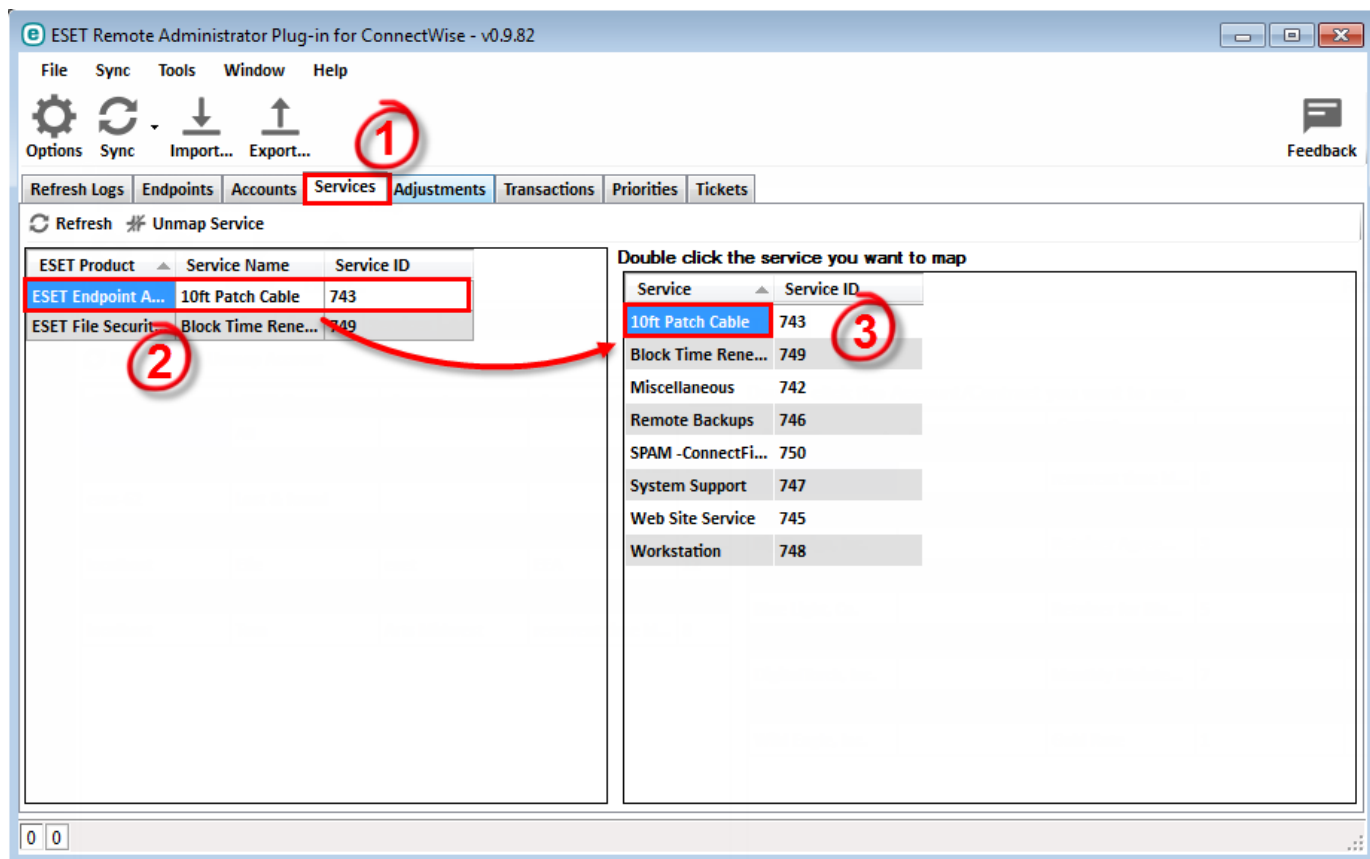 ESET Remote Administrator Plug-in for ConnectWise - v0.9.82
File Sync Tools Window Help
Options Sync Import... Export... Feedback
1
Refresh Logs Endpoints Accounts Services Adjustments Transactions Priorities Tickets
Refresh Unmap Service
ESET Product Service Name Service ID
ESET Endpoint A... 10ft Patch Cable 743
ESET File Securit... Block Time Rene... 749
2
Double click the service you want to map
Service Service ID
10ft Patch Cable 743
3
Block Time Rene... 749
Miscellaneous 742
Remote Backups 746
SPAM -ConnectFi... 750
System Support 747
Web Site Service 745
Workstation 748
0 0